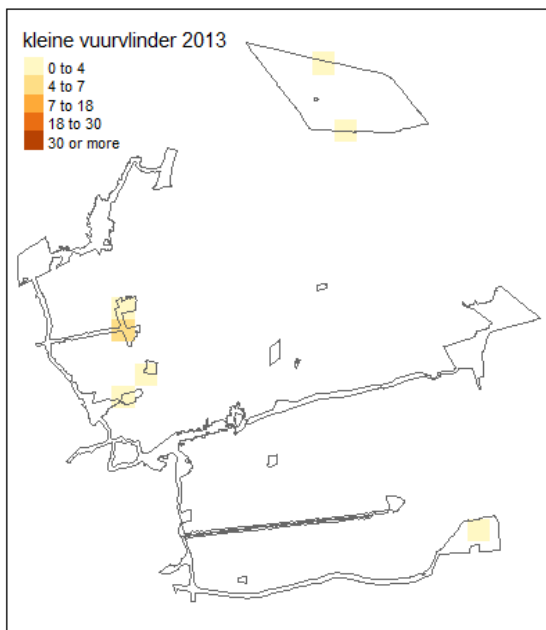 kleine vuurvlinder 2013
0 to 4
4 to 7
7 to 18
18 to 30
30 or more